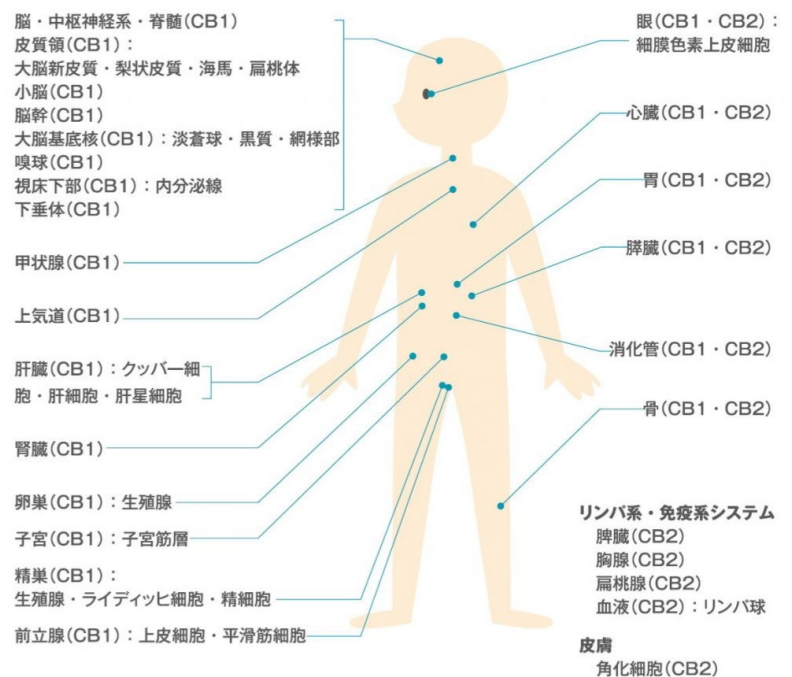 脳・中枢神経系・脊髄(CB1)
皮質領(CB1)：
大脳新皮質・梨状皮質・海馬・扁桃体
小脳(CB1)
脳幹(CB1)
大脳基底核(CB1)：淡蒼球・黒質・網様部
嗅球(CB1)
視床下部(CB1)：内分泌線
下垂体(CB1)
甲状腺(CB1)
上気道(CB1)
肝臓(CB1)：クッバー細
胞・肝細胞・肝星細胞
腎臓(CB1)
卵巣(CB1)：生殖腺
子宮(CB1)：子宮筋層
精巣(CB1)：
生殖腺・ライディッヒ細胞・精細胞
前立腺(CB1)：上皮細胞・平滑筋細胞
眼(CB1・CB2)：
細膜色素上皮細胞
心臓(CB1・CB2)
胃(CB1・CB2)
膵臓(CB1・CB2)
消化管(CB1・CB2)
骨(CB1・CB2)
リンパ系・免疫系システム
脾臓(CB2)
胸腺(CB2)
扁桃腺(CB2)
血液(CB2)：リンパ球
皮膚
角化細胞(CB2)